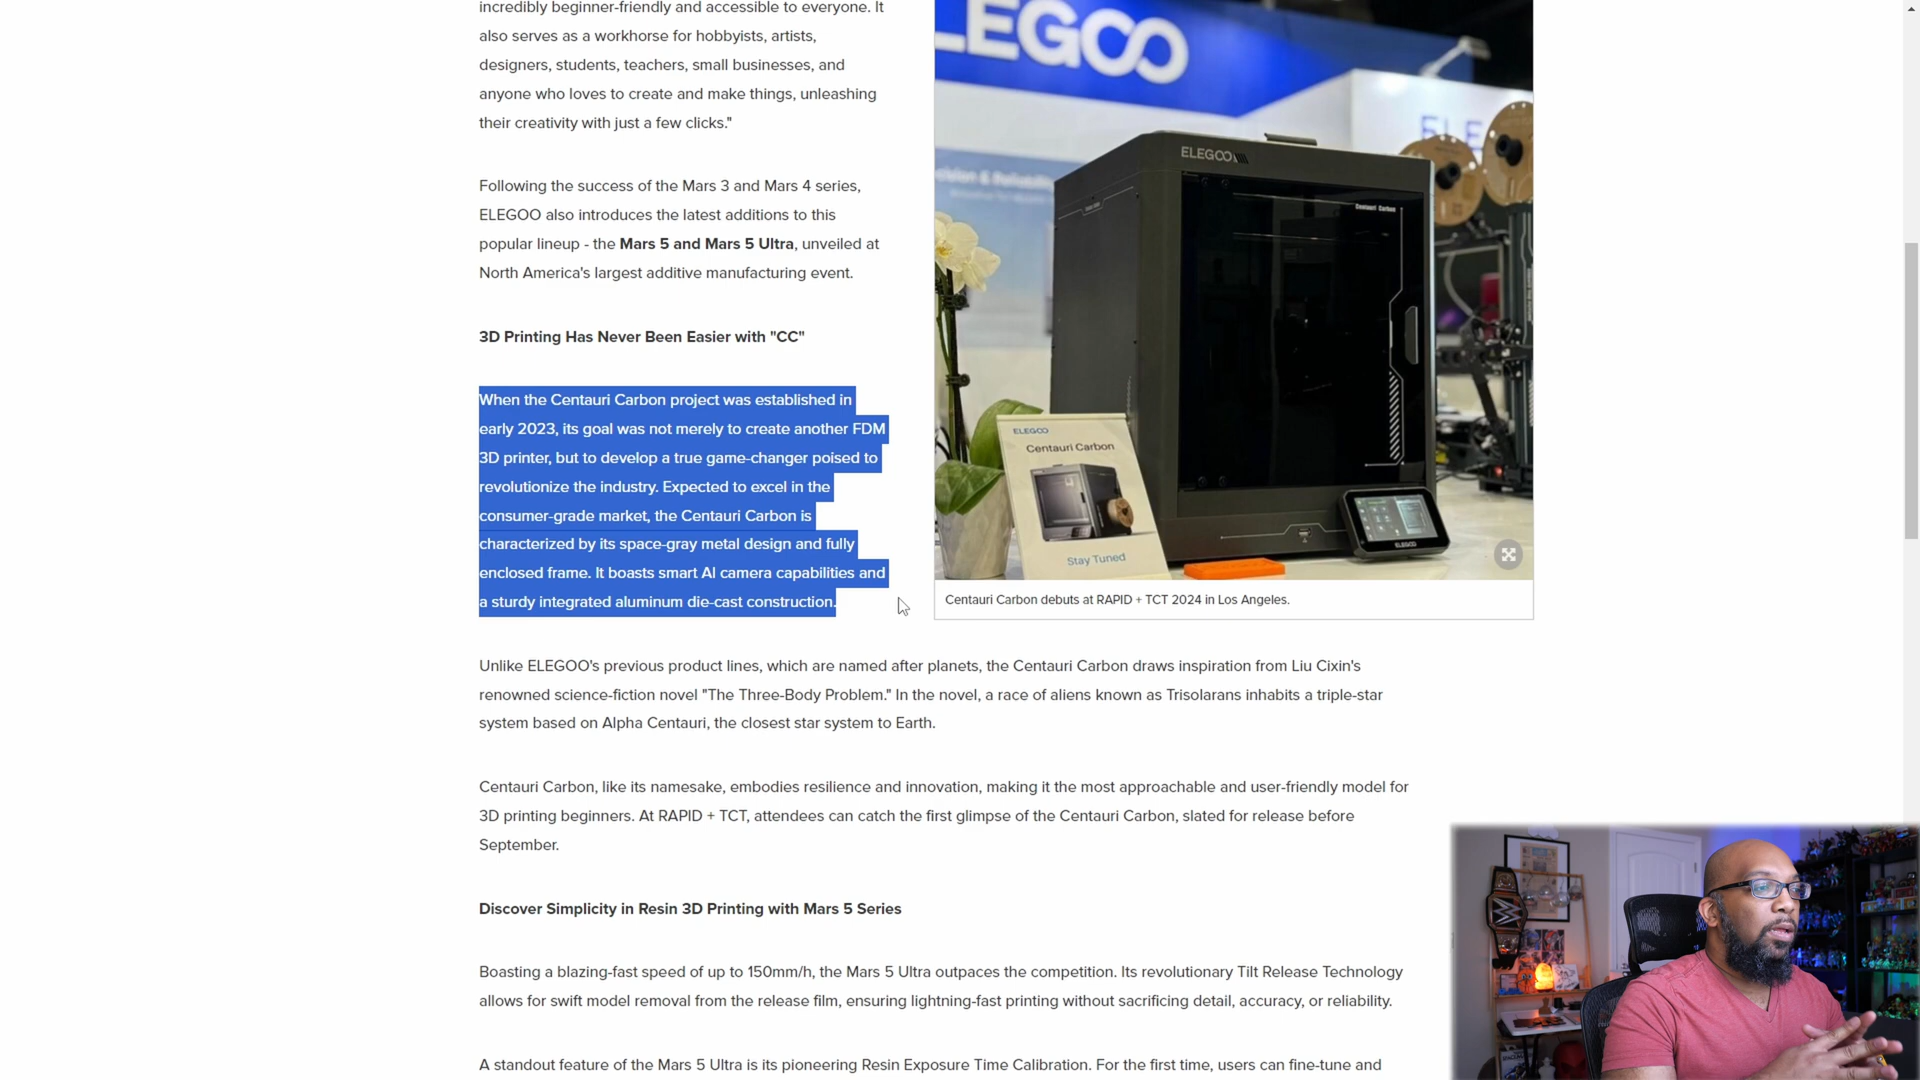 incredibly beginner-friendly and accessible to everyone. It
also serves as a workhorse for hobbyists, artists,
designers, students, teachers, small businesses, and
anyone who loves to create and make things, unleashing
their creativity with just a few clicks."
Following the success of the Mars 3 and Mars 4 series,
ELEGOO also introduces the latest additions to this
popular lineup - the Mars 5 and Mars 5 Ultra, unveiled at
North America's largest additive manufacturing event.
3D Printing Has Never Been Easier with "CC"
When the Centauri Carbon project was established in
early 2023, its goal was not merely to create another FDM
3D printer, but to develop a true game-changer poised to
revolutionize the industry. Expected to excel in the
consumer-grade market, the Centauri Carbon is
characterized by its space-gray metal design and fully
enclosed frame. It boasts smart AI camera capabilities and
a sturdy integrated aluminum die-cast construction.
LEGOO
ELE
ELEGOO
Centauri Carbon
ELEGOO
Centauri Carbon
Stay Tuned
ELEGOO
Centauri Carbon debuts at RAPID + TCT 2024 in Los Angeles.
Unlike ELEGOO's previous product lines, which are named after planets, the Centauri Carbon draws inspiration from Liu Cixin's
renowned science-fiction novel "The Three-Body Problem." In the novel, a race of aliens known as Trisolarans inhabits a triple-star
system based on Alpha Centauri, the closest star system to Earth.
Centauri Carbon, like its namesake, embodies resilience and innovation, making it the most approachable and user-friendly model for
3D printing beginners. At RAPID + TCT, attendees can catch the first glimpse of the Centauri Carbon, slated for release before
September.
Discover Simplicity in Resin 3D Printing with Mars 5 Series
Boasting a blazing-fast speed of up to 150mm/h, the Mars 5 Ultra outpaces the competition. Its revolutionary Tilt Release Technology
allows for swift model removal from the release film, ensuring lightning-fast printing without sacrificing detail, accuracy, or reliability.
A standout feature of the Mars 5 Ultra is its pioneering Resin Exposure Time Calibration. For the first time, users can fine-tune and